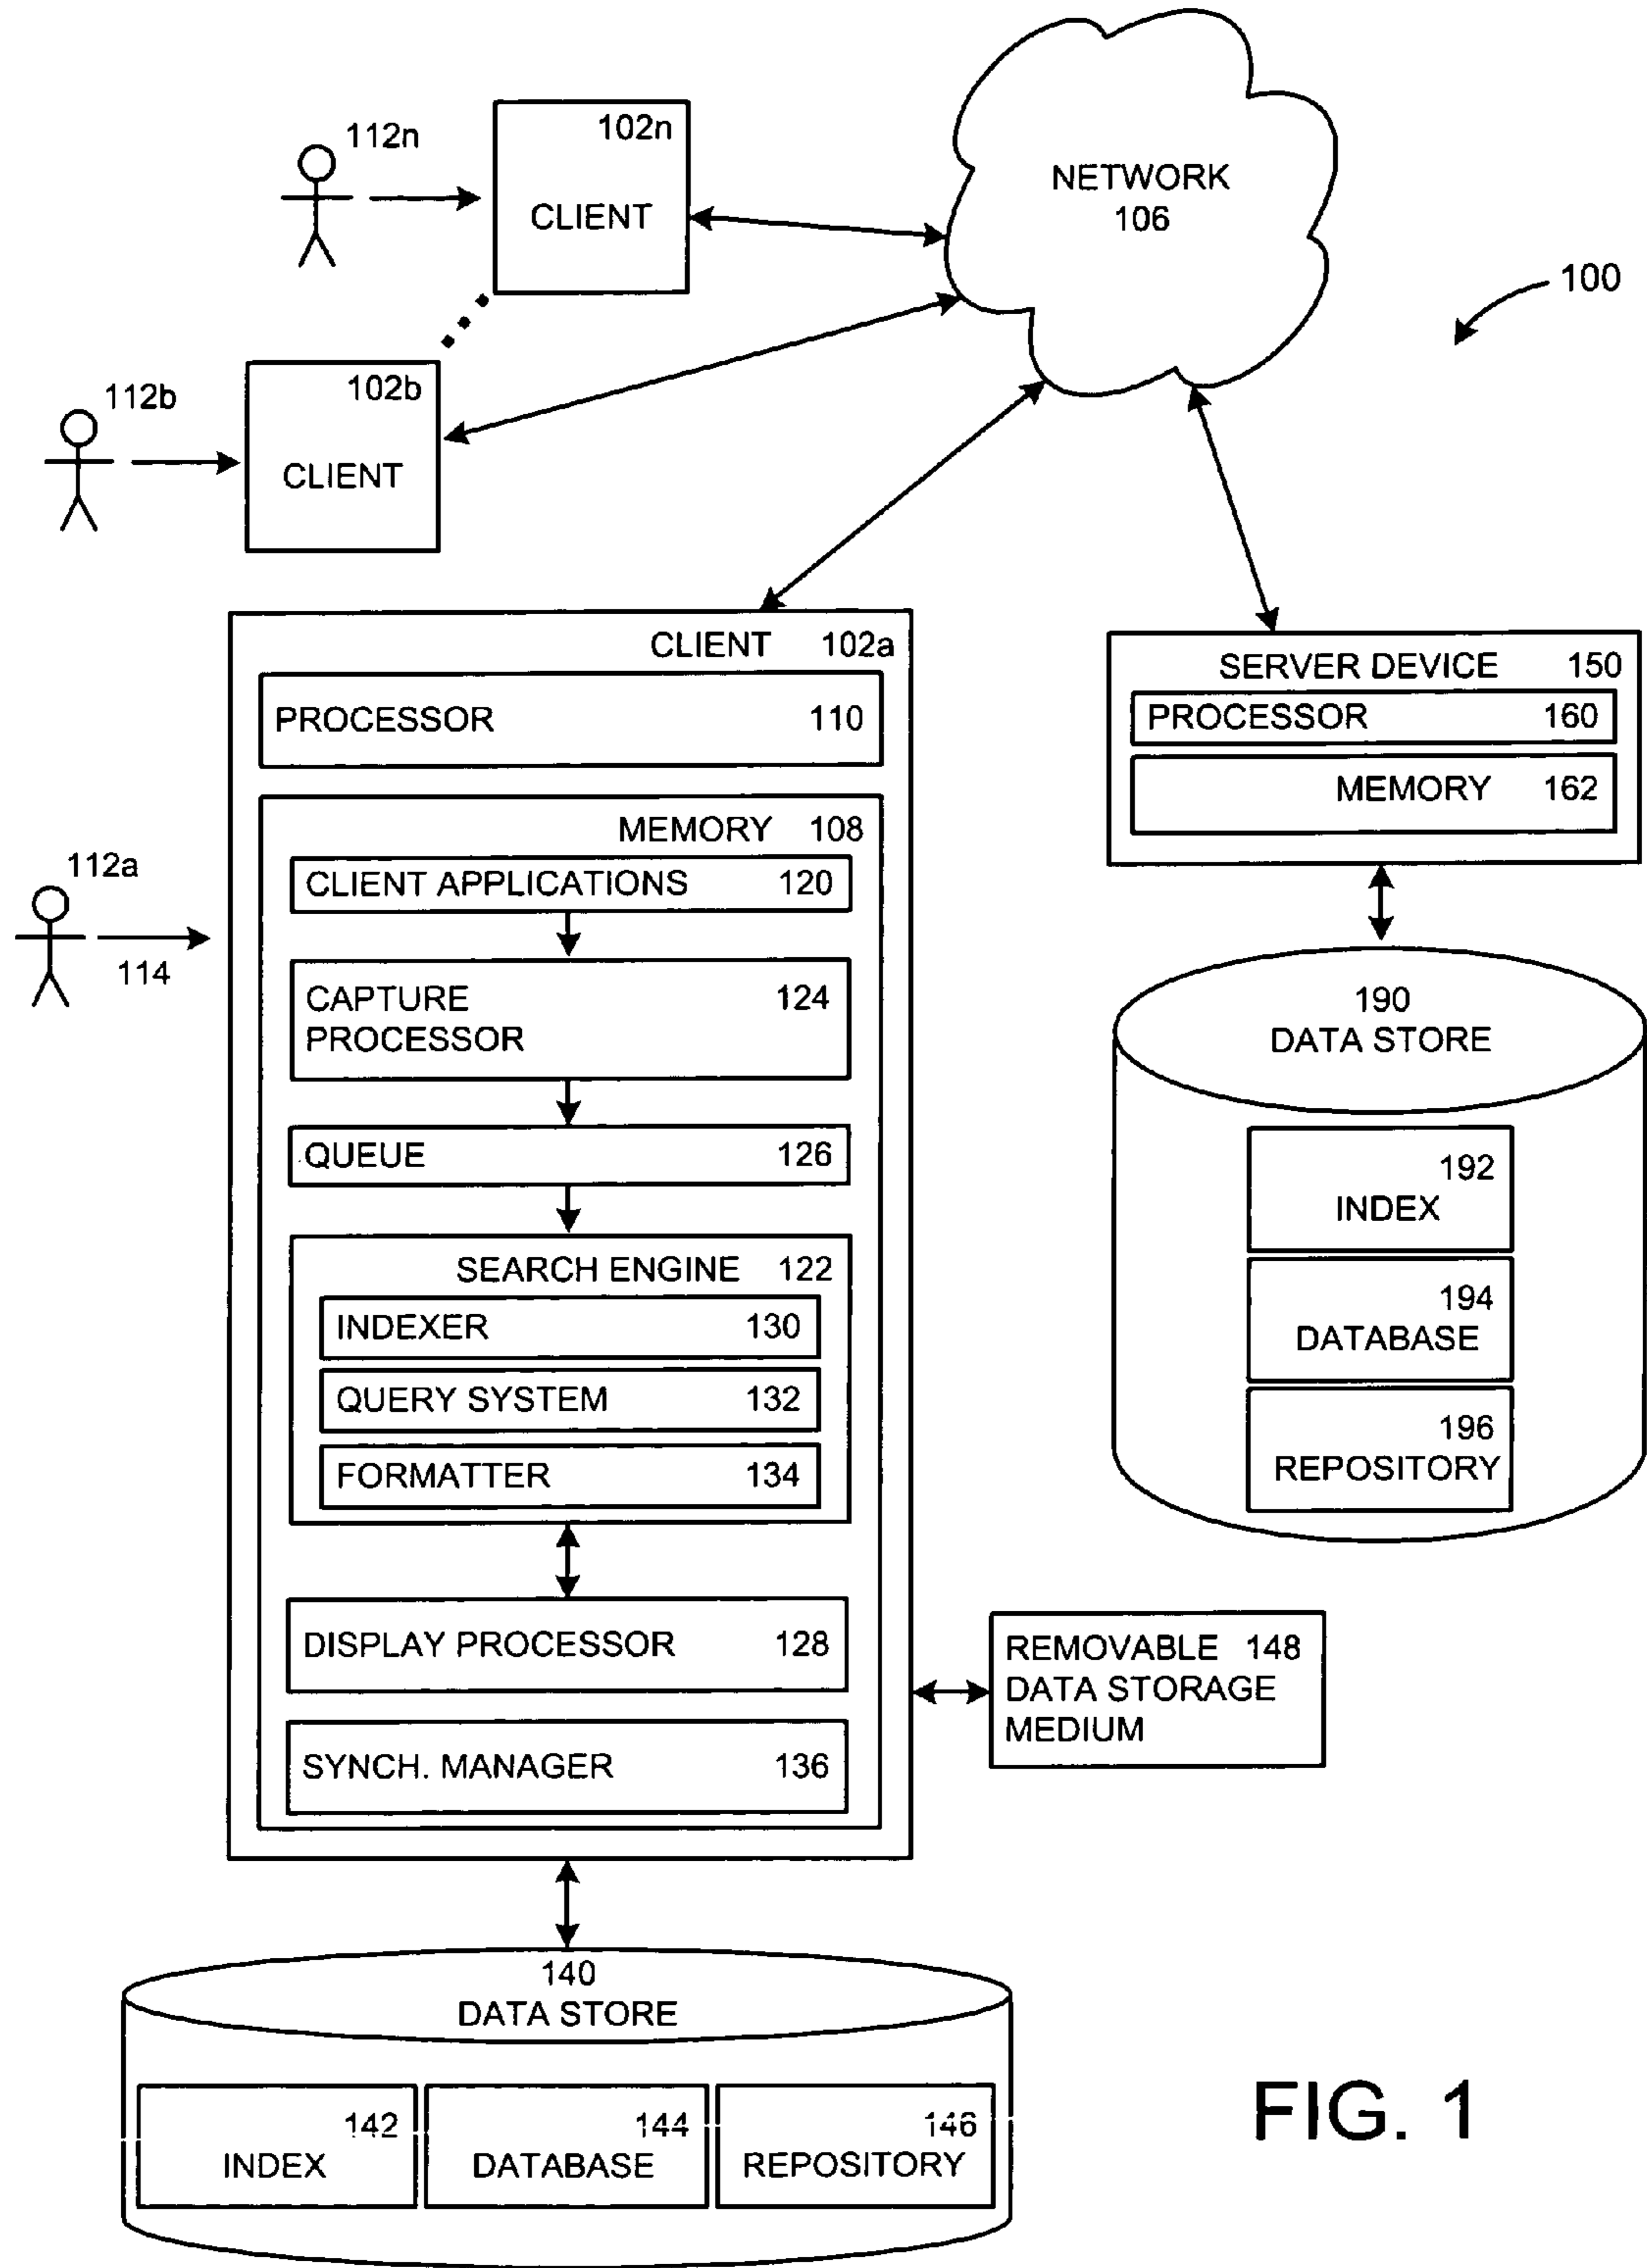 112n
102n
CLIENT
NETWORK
106
100
112b
102b
CLIENT
CLIENT 102a
PROCESSOR 110
MEMORY 108
CLIENT APPLICATIONS 120
112a
114
CAPTURE 124
PROCESSOR
QUEUE 126
SEARCH ENGINE 122
INDEXER 130
QUERY SYSTEM 132
FORMATTER 134
DISPLAY PROCESSOR 128
SYNCH. MANAGER 136
SERVER DEVICE 150
PROCESSOR 160
MEMORY 162
190
DATA STORE
192
INDEX
194
DATABASE
196
REPOSITORY
REMOVABLE 148
DATA STORAGE
MEDIUM
140
DATA STORE
142
INDEX
144
DATABASE
146
REPOSITORY
FIG. 1